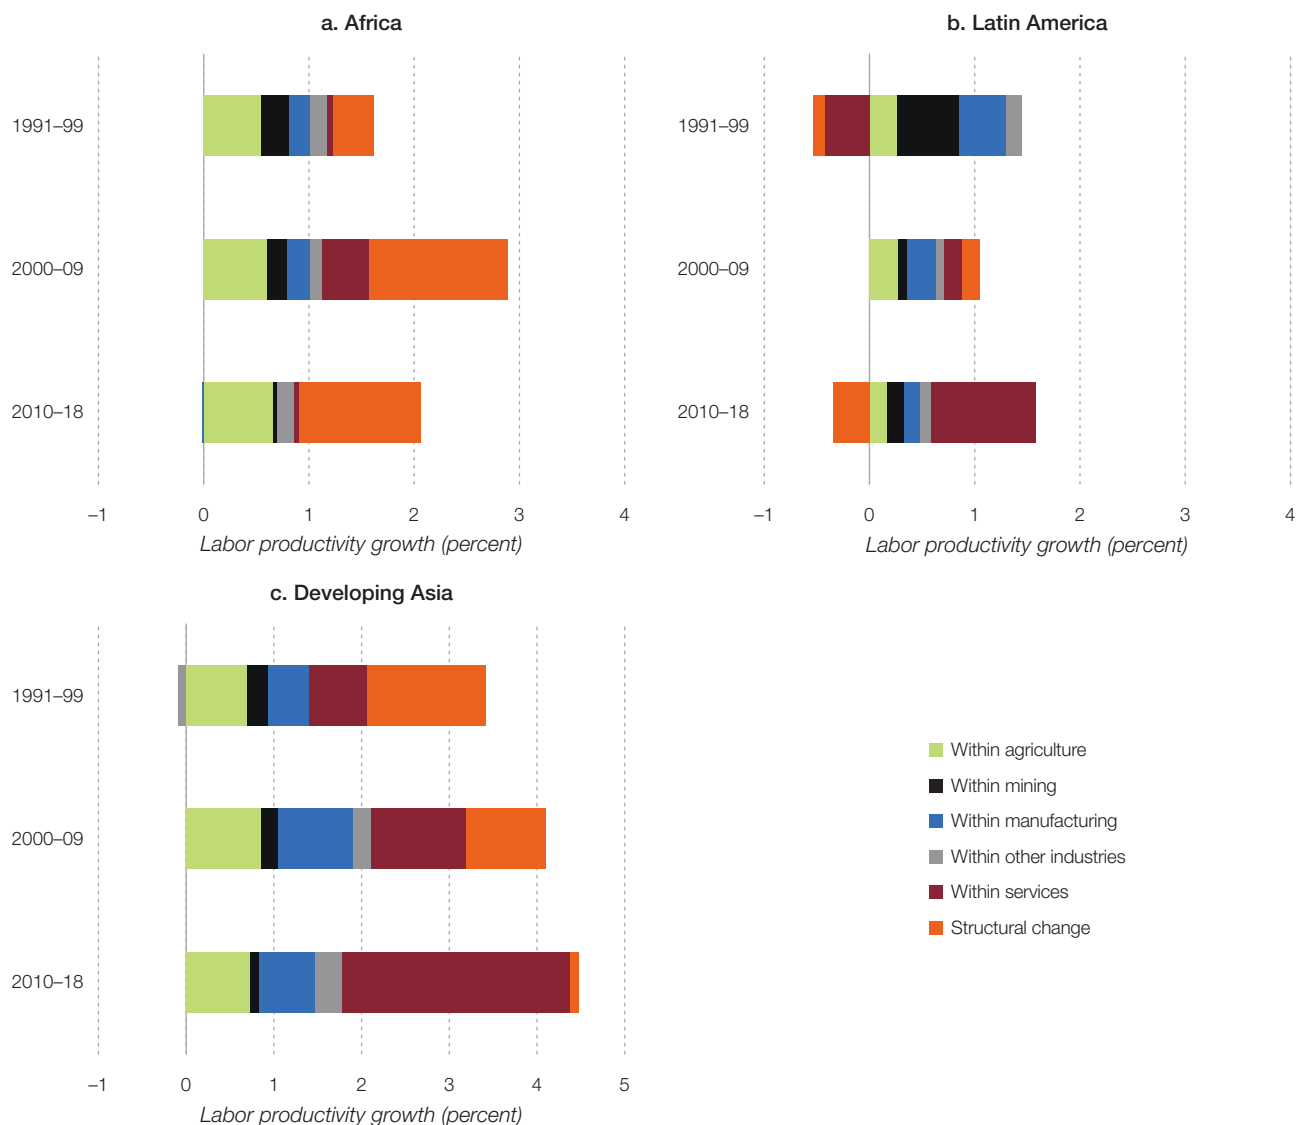 a. Africa
1991–99
2000–09
2010–18
–1 0 1 2 3 4
Labor productivity growth (percent)
b. Latin America
1991–99
2000–09
2010–18
–1 0 1 2 3 4
Labor productivity growth (percent)
c. Developing Asia
1991–99
2000–09
2010–18
–1 0 1 2 3 4 5
Labor productivity growth (percent)
Within agriculture
Within mining
Within manufacturing
Within other industries
Within services
Structural change